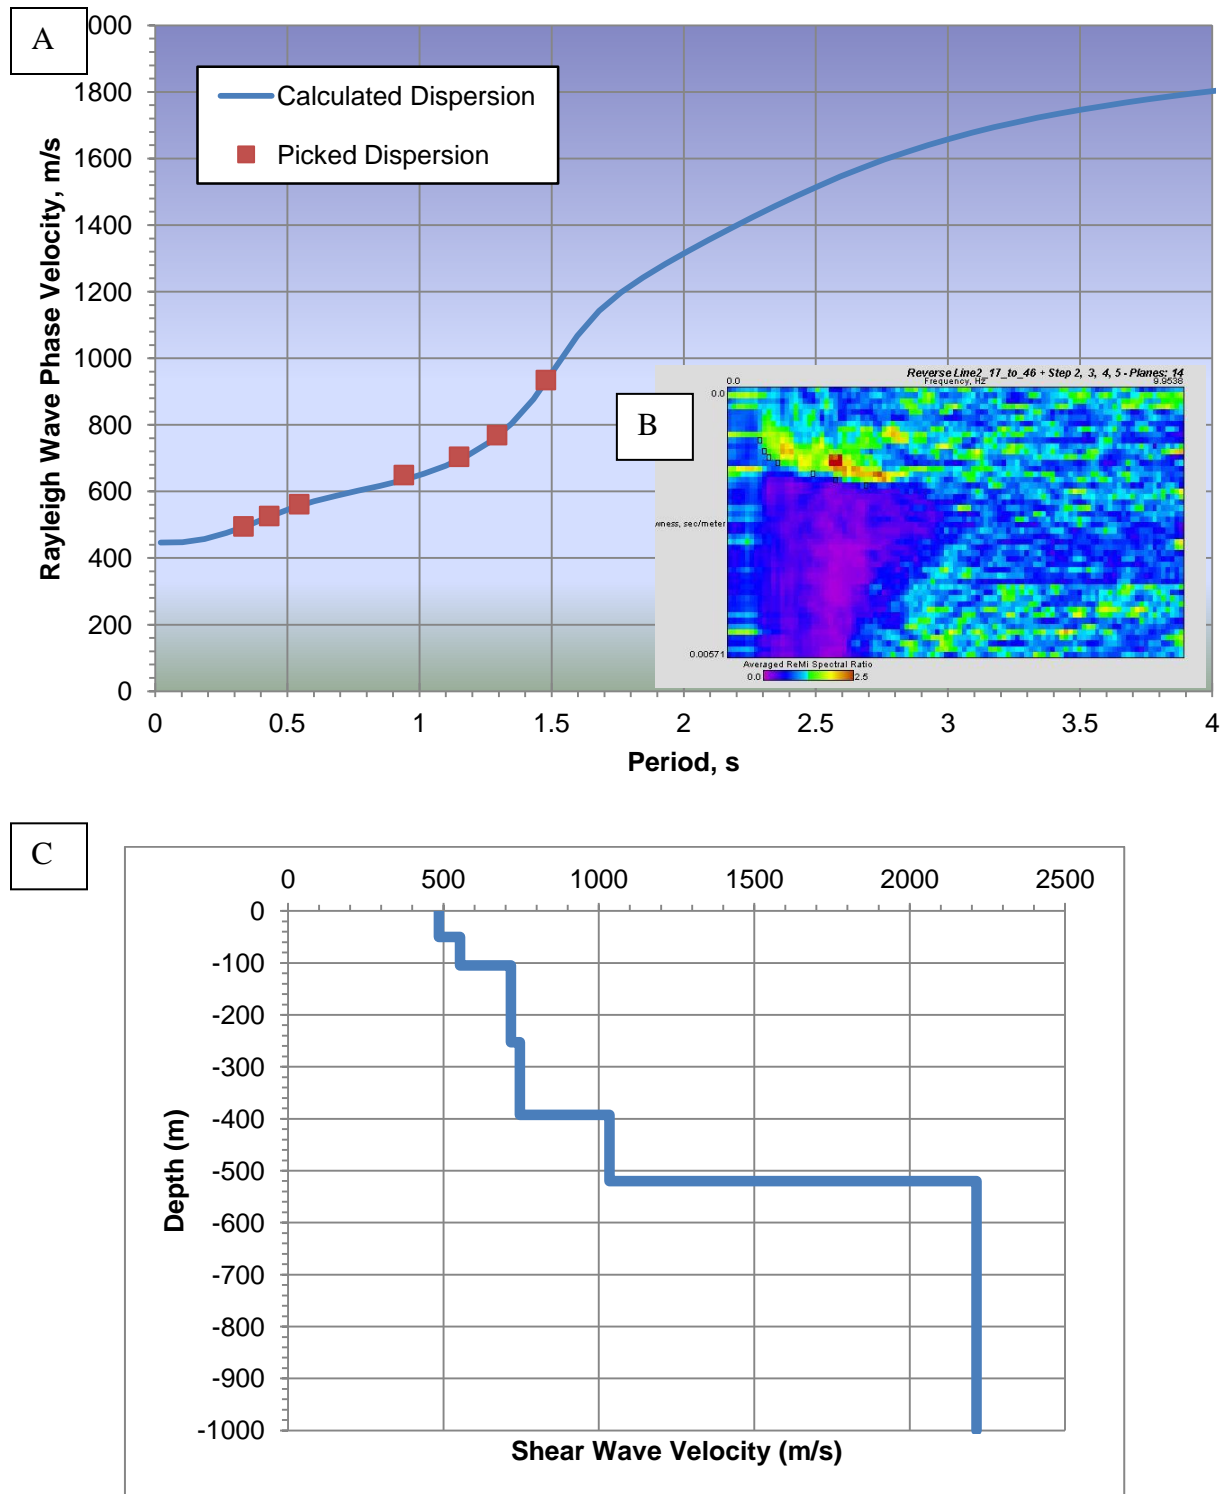 A
000
1800
1600
1400
1200
1000
800
600
400
200
0
Rayleigh Wave Phase Velocity, m/s
Calculated Dispersion
Picked Dispersion
0 0.5 1 1.5 2 2.5 3 3.5 4
Period, s
B
Reverse Line2_17_to_46 + Step 2, 3, 4, 5 - Planes: 14
0.0 Frequency, Hz 9.9538
0.0
wness, sec/meter
0.00571
Averaged ReMi Spectral Ratio
0.0 2.5
C
0 500 1000 1500 2000 2500
0
-100
-200
-300
-400
-500
-600
-700
-800
-900
-1000
Depth (m)
Shear Wave Velocity (m/s)